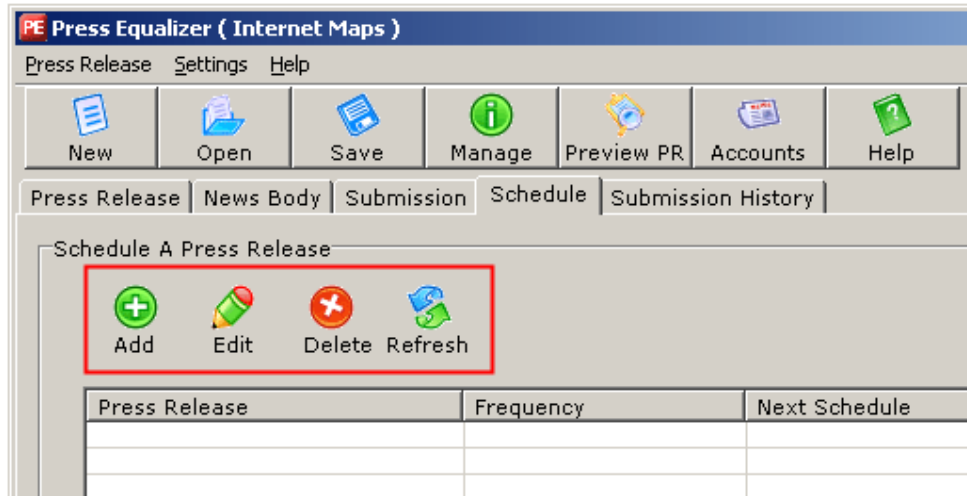 PE Press Equalizer ( Internet Maps )
Press Release Settings Help
New Open Save Manage Preview PR Accounts Help
Press Release News Body Submission Schedule Submission History
Schedule A Press Release
Add Edit Delete Refresh
Press Release Frequency Next Schedule